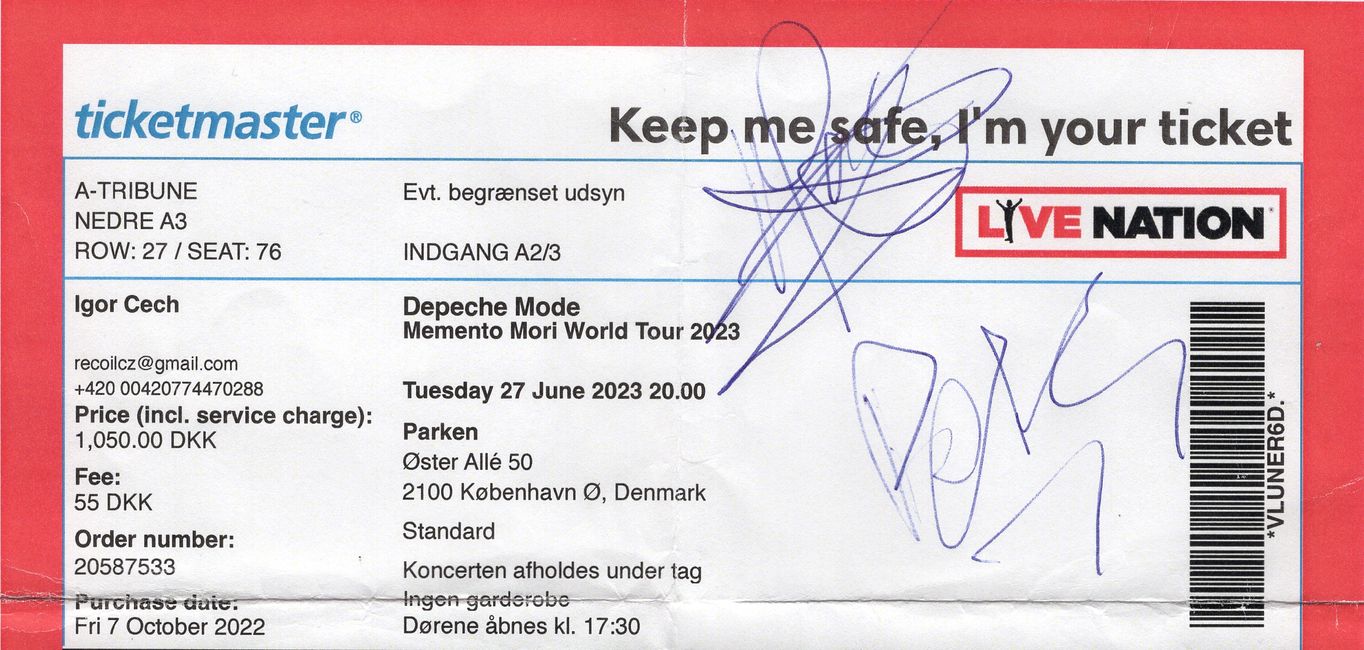 ticketmaster®
Keep me safe, I'm your ticket
A-TRIBUNE
NEDRE A3
ROW: 27 / SEAT: 76
Evt. begrænset udsyn
INDGANG A2/3
LIVE NATION
Igor Cech
recoilcz@gmail.com
+420 00420774470288
Price (incl. service charge):
1,050.00 DKK
Fee:
55 DKK
Order number:
20587533
Purchase date:
Fri 7 October 2022
Depeche Mode
Memento Mori World Tour 2023
Tuesday 27 June 2023 20.00
Parken
Øster Allé 50
2100 København Ø, Denmark
Standard
Koncerten afholdes under tag
Ingen garderobe
Dørene åbnes kl. 17:30
*VLUNER6D.*